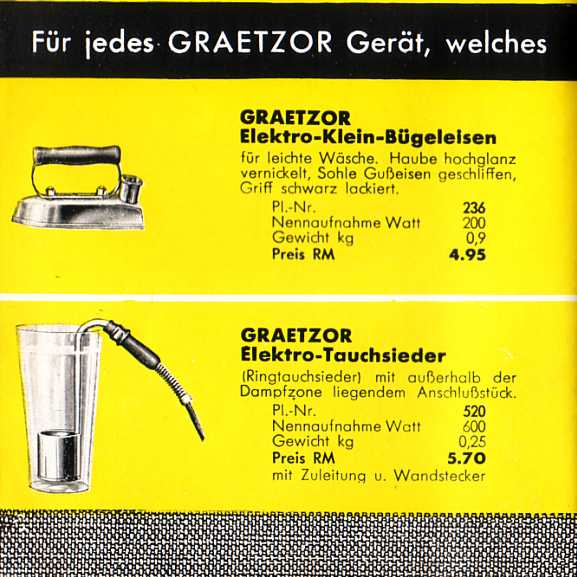 Für jedes GRAETZOR Gerät, welches
GRAETZOR
Elektro-Klein-Bügeleisen
für leichte Wäsche. Haube hochglanz
vernickelt, Sohle Gußeisen geschliffen,
Griff schwarz lackiert.
Pl.-Nr. 236
Nennaufnahme Watt 200
Gewicht kg 0,9
Preis RM 4.95
GRAETZOR
Elektro-Tauchsieder
(Ringtauchsieder) mit außerhalb der
Dampfzone liegendem Anschlußstück.
Pl.-Nr. 520
Nennaufnahme Watt 600
Gewicht kg 0,25
Preis RM 5.70
mit Zuleitung u. Wandstecker